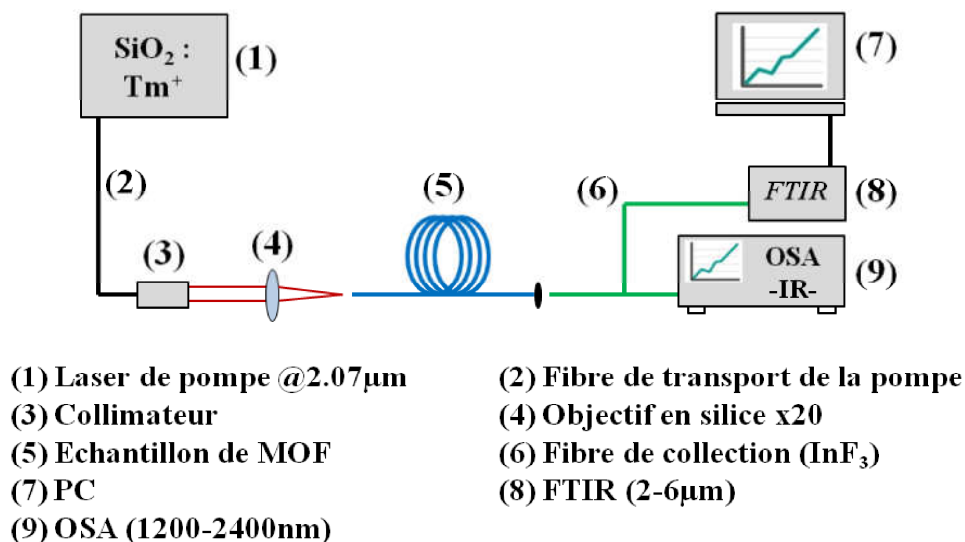 SiO₂ :
Tm⁺
(1)
(2)
(3)
(4)
(5)
(6)
(7)
FTIR
(8)
OSA
-IR-
(9)
(1) Laser de pompe @2.07µm
(2) Fibre de transport de la pompe
(3) Collimateur
(4) Objectif en silice x20
(5) Echantillon de MOF
(6) Fibre de collection (InF₃)
(7) PC
(8) FTIR (2-6µm)
(9) OSA (1200-2400nm)